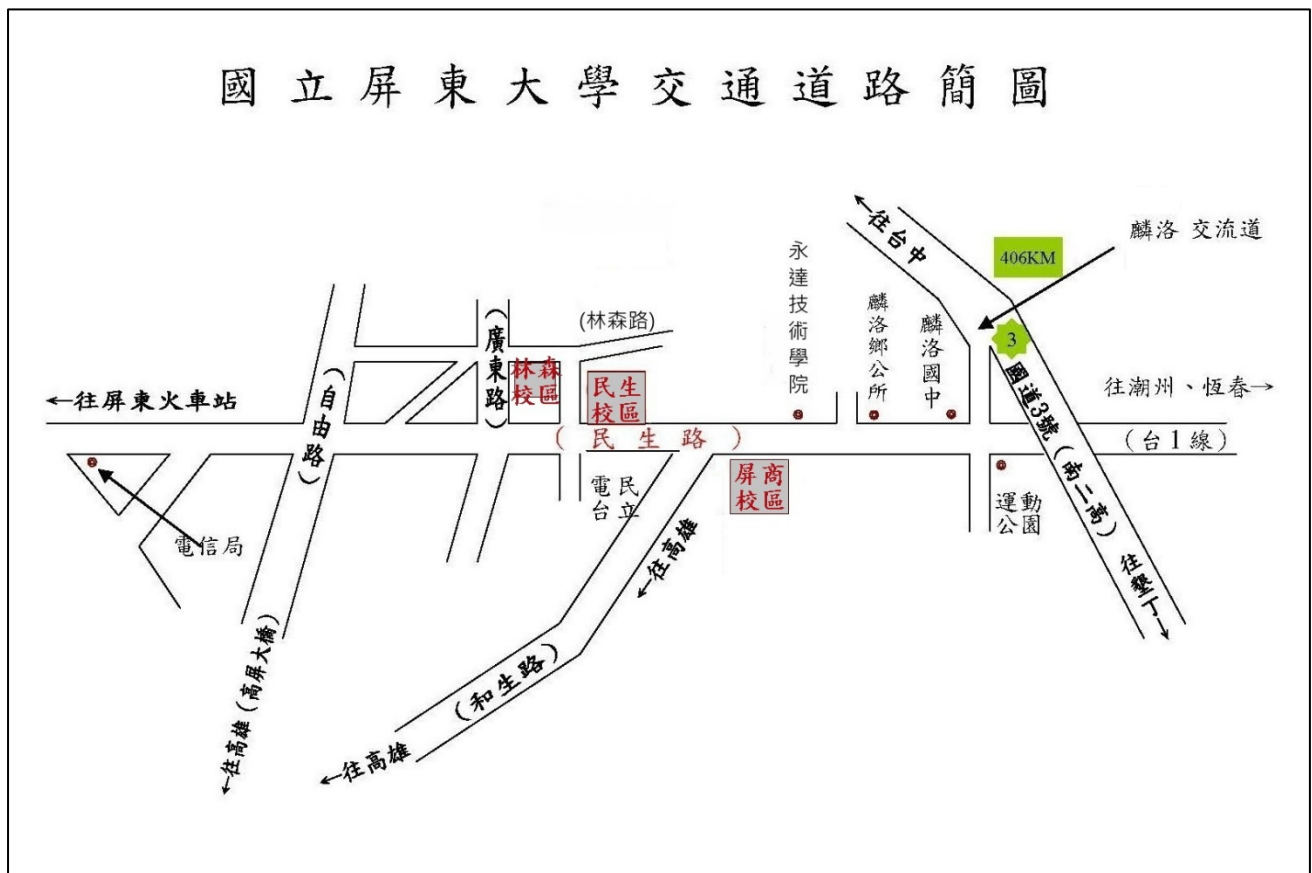 國立屏東大學交通道路簡圖
←往台中
麟洛 交流道
406KM
永達技術學院
麟洛鄉公所
麟洛國中
3
國道3號(南二高)
往墾丁→
(林森路)
(廣東路)
(自由路)
林森
校區
民生
校區
←往屏東火車站
往潮州、恆春→
(台1線)
(民生路)
電信局
民立
電台
屏商
校區
運動
公園
←往高雄
(和生路)
←往高雄
←往高雄(高屏大橋)